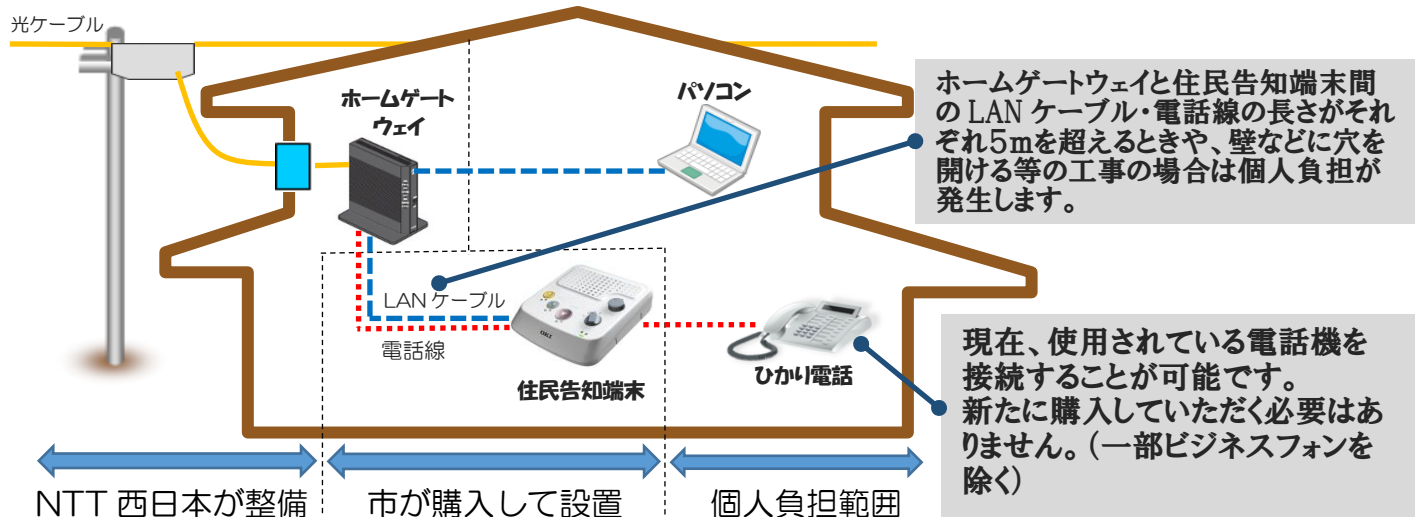 光ケーブル
ホームゲート
ウェイ
パソコン
ホームゲートウェイと住民告知端末間
の LAN ケーブル・電話線の長さがそれ
ぞれ5mを超えるときや、壁などに穴を
開ける等の工事の場合は個人負担が
発生します。
LAN ケーブル
電話線
住民告知端末
ひかり電話
現在、使用されている電話機を
接続することが可能です。
新たに購入していただく必要はあ
りません。(一部ビジネスフォンを
除く)
NTT 西日本が整備
市が購入して設置
個人負担範囲